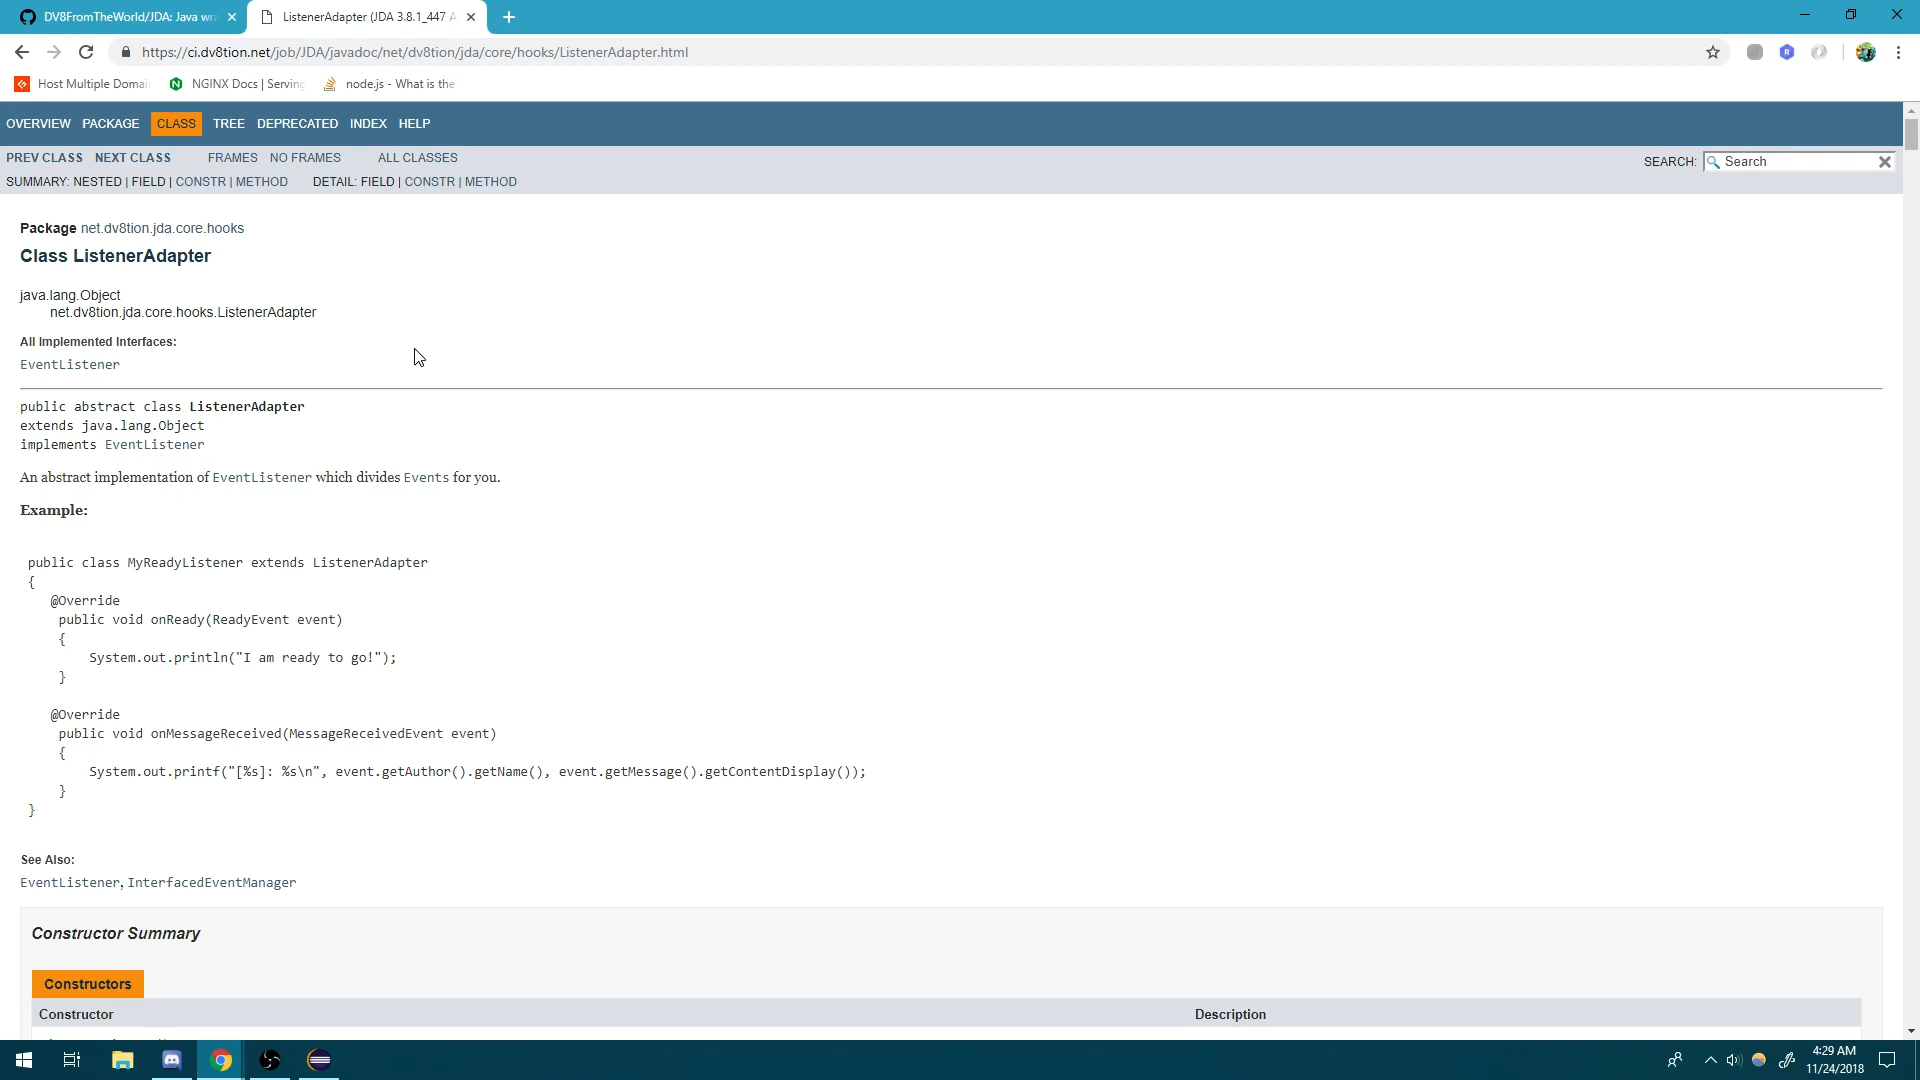 DV8FromTheWorld/JDA: Java wra
ListenerAdapter (JDA 3.8.1_447 A
https://ci.dv8tion.net/job/JDA/javadoc/net/dv8tion/jda/core/hooks/ListenerAdapter.html
Host Multiple Domai
NGINX Docs | Serving
node.js - What is the
OVERVIEW PACKAGE CLASS TREE DEPRECATED INDEX HELP
PREV CLASS NEXT CLASS FRAMES NO FRAMES ALL CLASSES
SEARCH: Search
SUMMARY: NESTED | FIELD | CONSTR | METHOD DETAIL: FIELD | CONSTR | METHOD
Package net.dv8tion.jda.core.hooks
Class ListenerAdapter
java.lang.Object
net.dv8tion.jda.core.hooks.ListenerAdapter
All Implemented Interfaces:
EventListener
public abstract class ListenerAdapter
extends java.lang.Object
implements EventListener
An abstract implementation of EventListener which divides Events for you.
Example:
public class MyReadyListener extends ListenerAdapter
{
@Override
public void onReady(ReadyEvent event)
{
System.out.println("I am ready to go!");
}
@Override
public void onMessageReceived(MessageReceivedEvent event)
{
System.out.printf("[%s]: %s\n", event.getAuthor().getName(), event.getMessage().getContentDisplay());
}
}
See Also:
EventListener, InterfacedEventManager
Constructor Summary
Constructors
Constructor Description
4:29 AM
11/24/2018